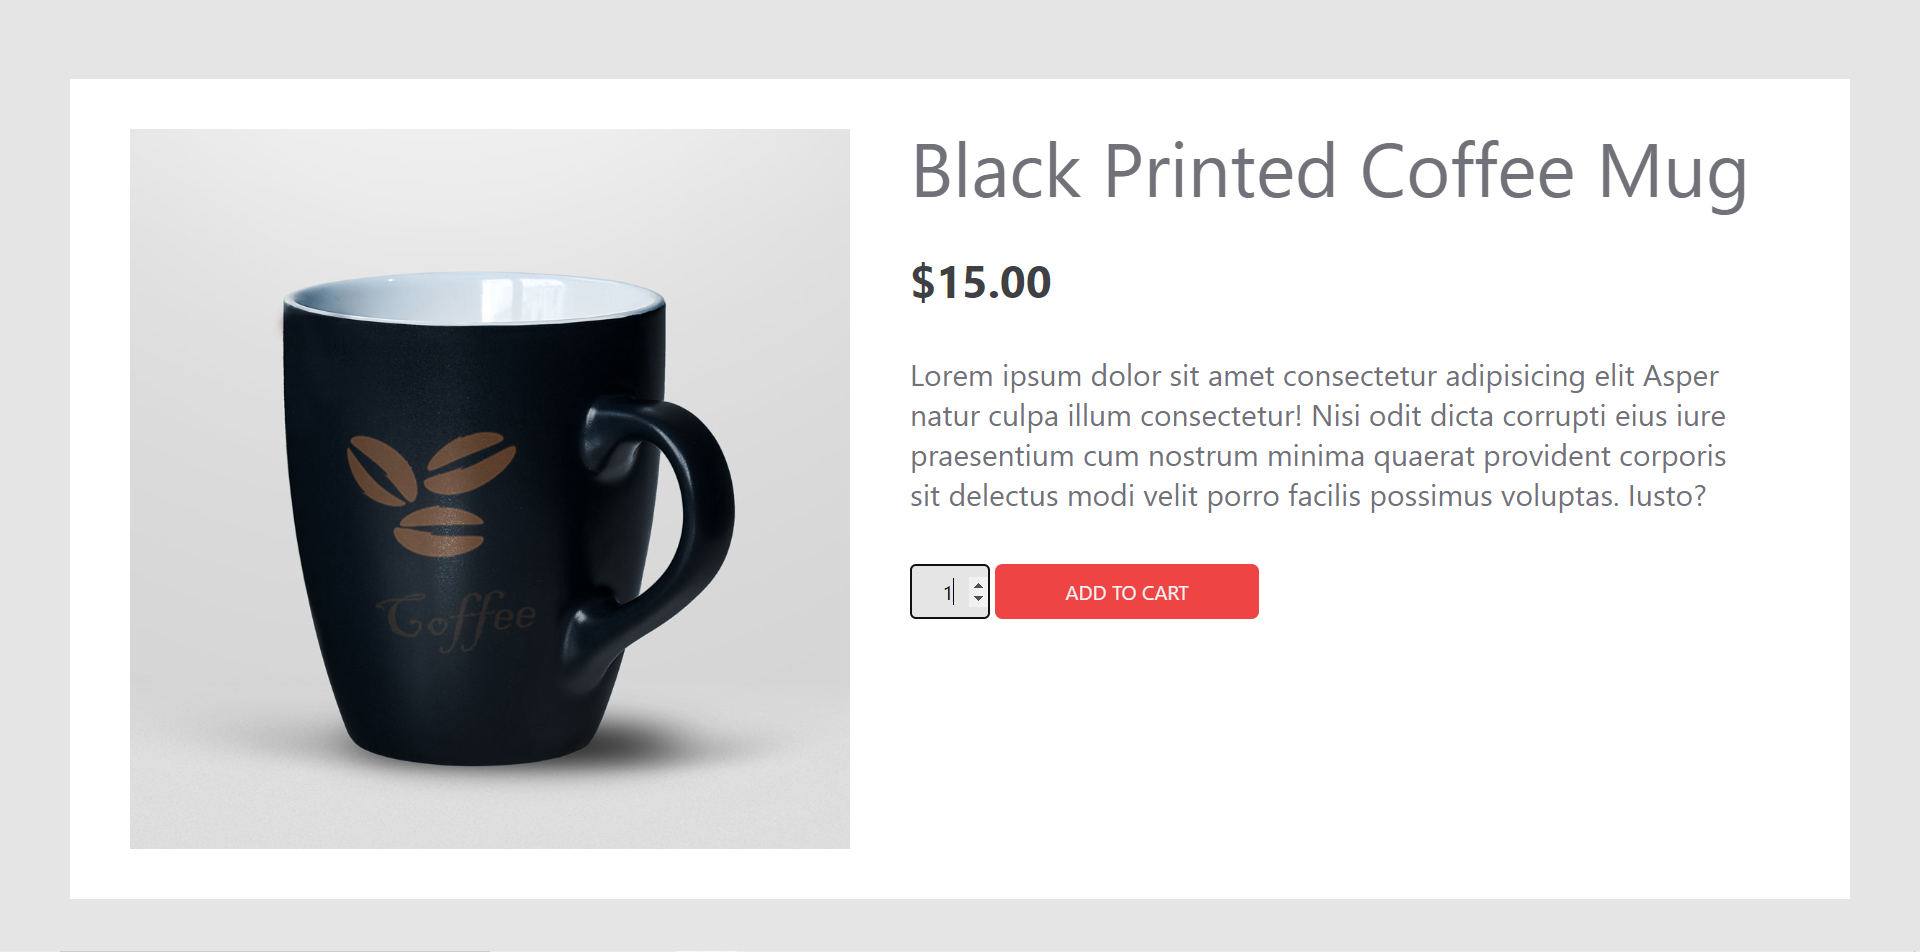 Black Printed Coffee Mug
$15.00
Lorem ipsum dolor sit amet consectetur adipisicing elit Asper
natur culpa illum consectetur! Nisi odit dicta corrupti eius iure
praesentium cum nostrum minima quaerat provident corporis
sit delectus modi velit porro facilis possimus voluptas. Iusto?
Coffee
1
ADD TO CART